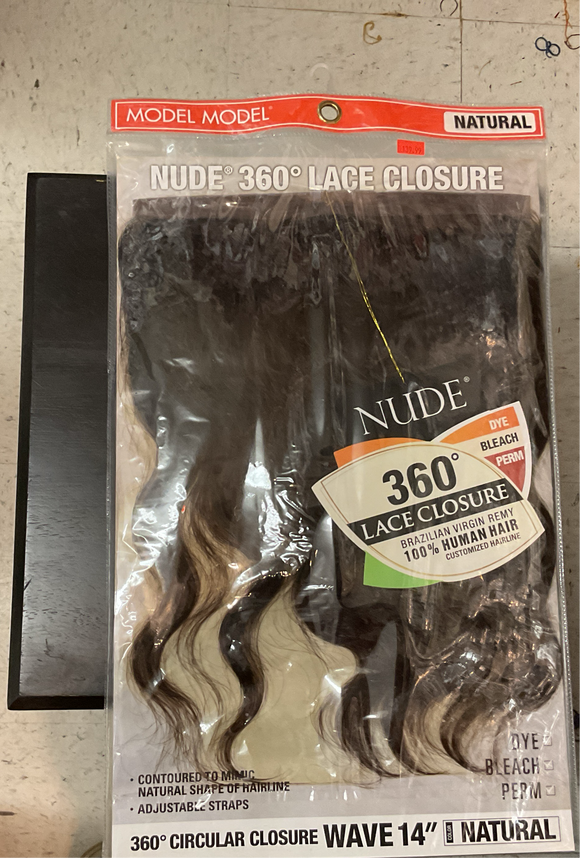 MODEL MODEL®
NATURAL
NUDE® 360° LACE CLOSURE
NUDE®
DYE
BLEACH
PERM
360°
LACE CLOSURE
BRAZILIAN VIRGIN REMY
100% HUMAN HAIR
CUSTOMIZED HAIRLINE
DYE
BLEACH
PERM
• CONTOURED TO MIMIC
NATURAL SHAPE OF HAIRLINE
• ADJUSTABLE STRAPS
360° CIRCULAR CLOSURE WAVE 14" COLOR NATURAL